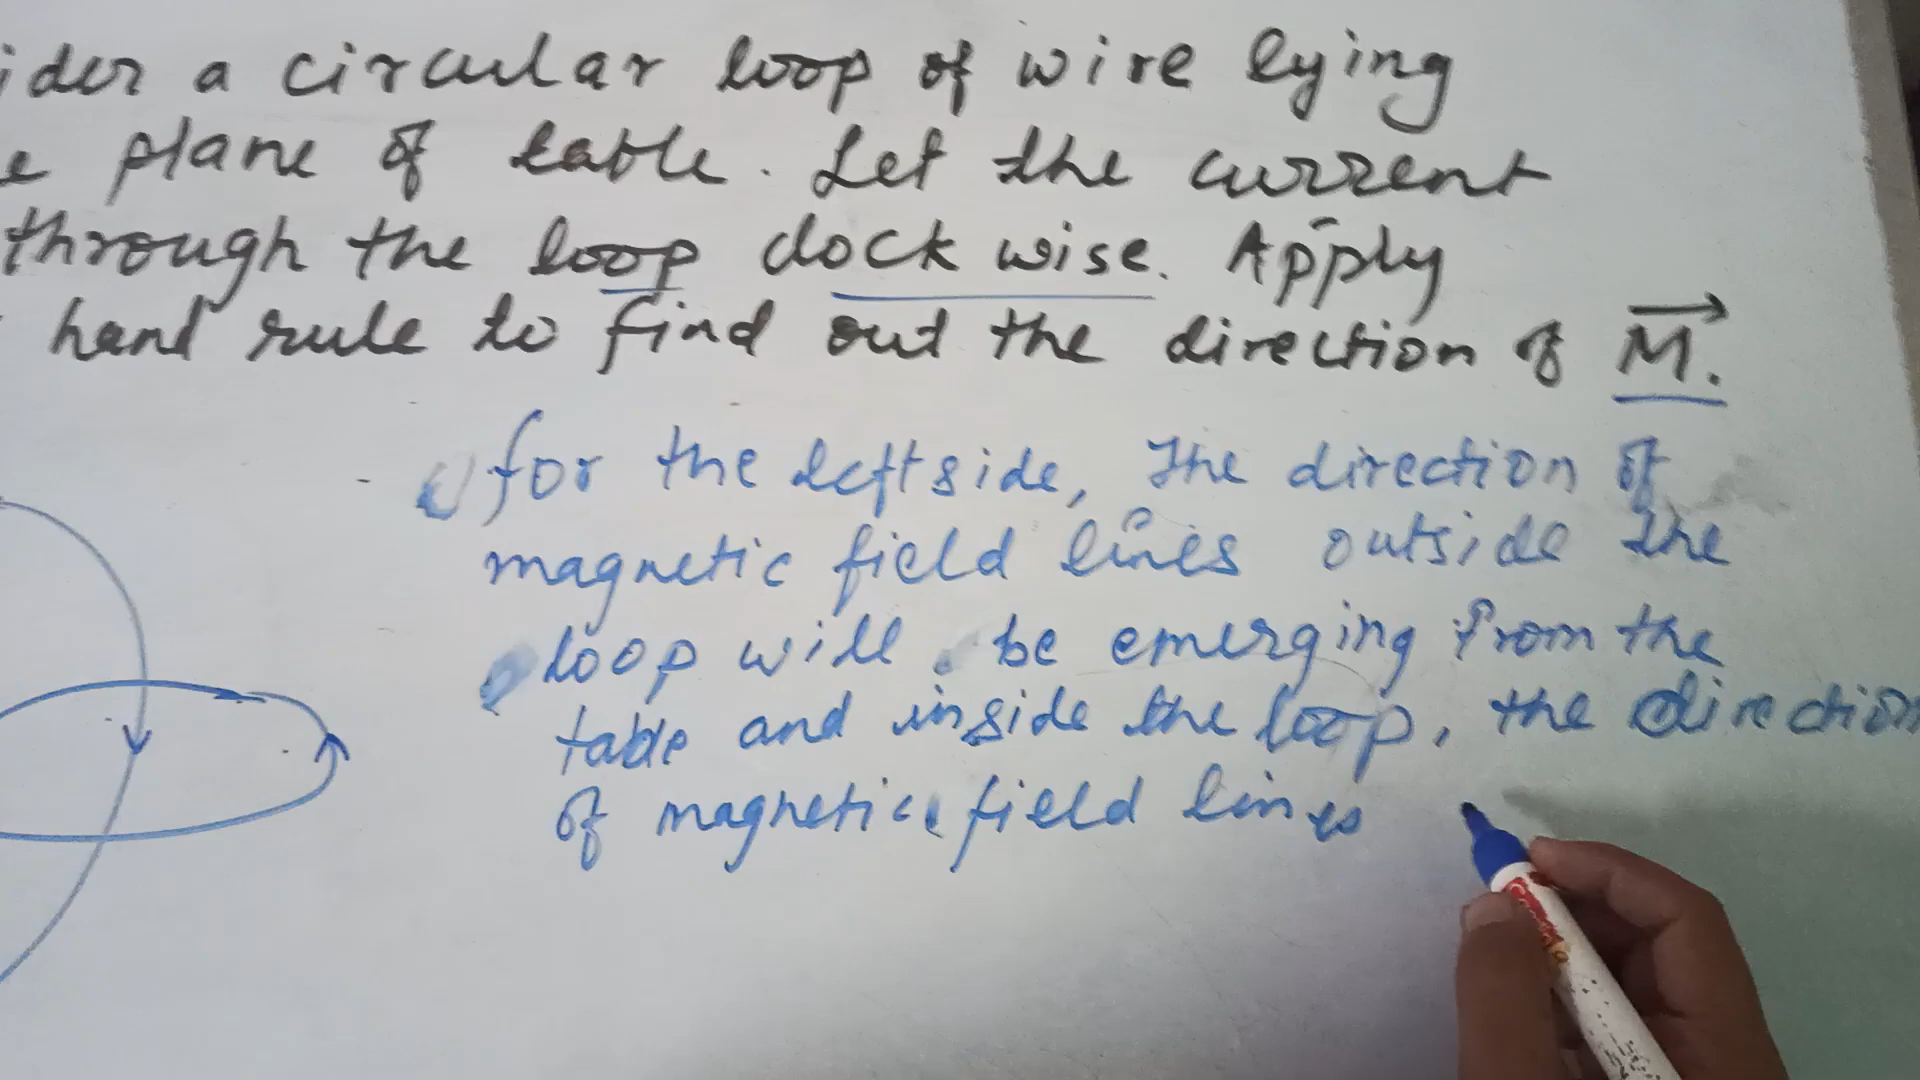 ider a circular loop of wire lying
e plane of table. Let the current
through the loop clock wise. Apply
hand rule to find out the direction of M.
for the left side, The direction of
magnetic field lines outside the
loop will be emerging from the
table and inside the loop, the direction
of magnetic field lines